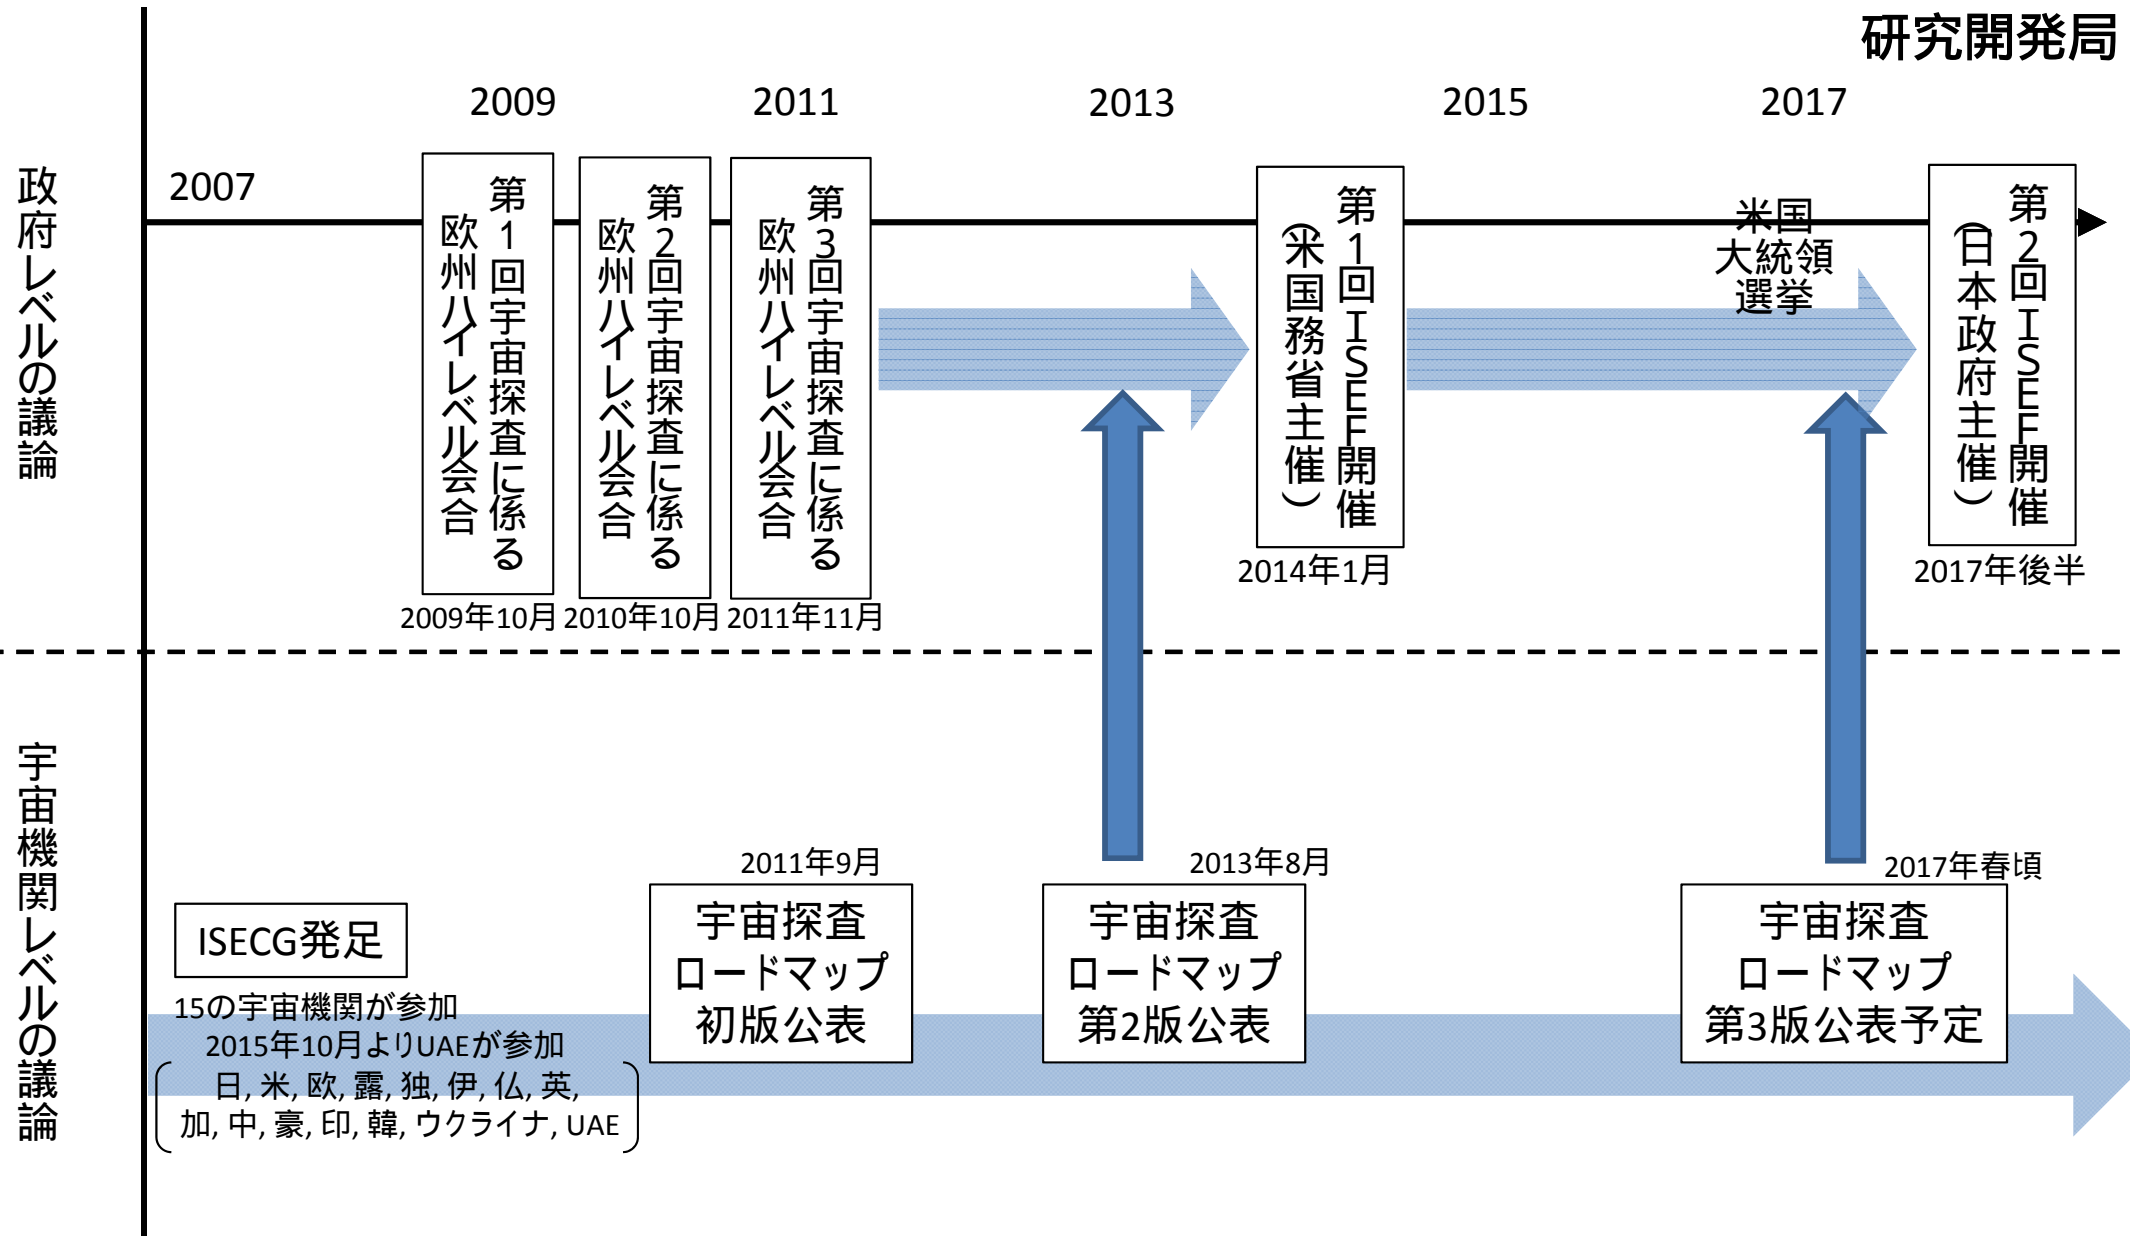 研究開発局
2009
2011
2013
2015
2017
2007
政府レベルの議論
第1回宇宙探査に係る
欧州ハイレベル会合
2009年10月
第2回宇宙探査に係る
欧州ハイレベル会合
2010年10月
第3回宇宙探査に係る
欧州ハイレベル会合
2011年11月
第1回ISEF開催
(米国務省主催)
2014年1月
米国
大統領
選挙
第2回ISEF開催
(日本政府主催)
2017年後半
宇宙機関レベルの議論
ISECG発足
15の宇宙機関が参加
2015年10月よりUAEが参加
日, 米, 欧, 露, 独, 伊, 仏, 英,
加, 中, 豪, 印, 韓, ウクライナ, UAE
2011年9月
宇宙探査
ロードマップ
初版公表
2013年8月
宇宙探査
ロードマップ
第2版公表
2017年春頃
宇宙探査
ロードマップ
第3版公表予定